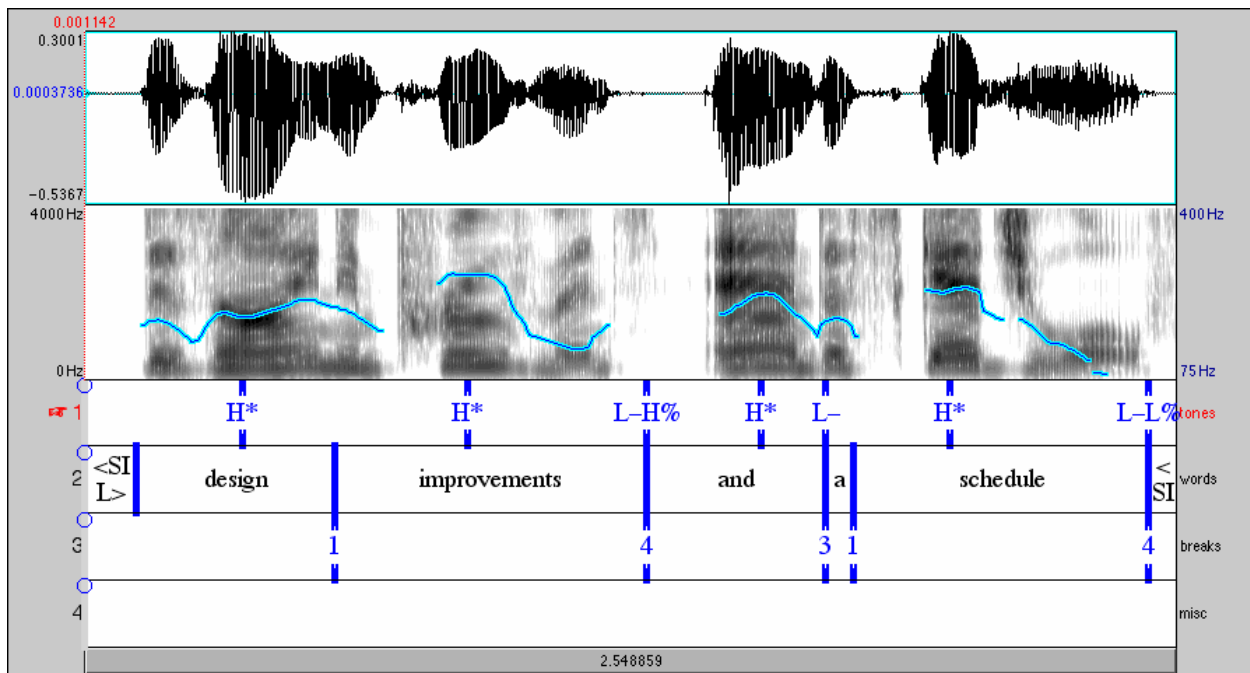 0.001142
0.3001
0.0003736
-0.5367
4000 Hz 400 Hz
0 Hz 75 Hz
1 H* H* L-H% H* L- H* L-L% tones
2 <SI L> design improvements and a schedule < SI words
3 1 4 3 1 4 breaks
4 misc
2.548859